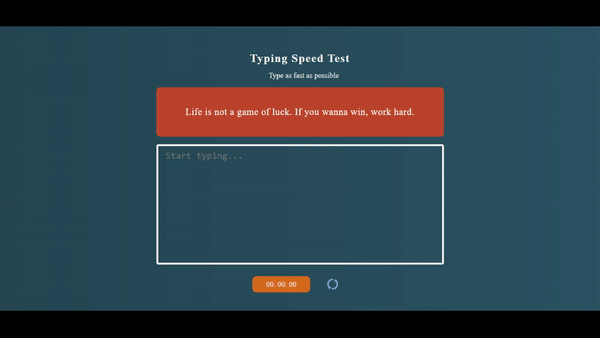 Typing Speed Test
Type as fast as possible
Life is not a game of luck. If you wanna win, work hard.
Start typing...
00: 00: 00